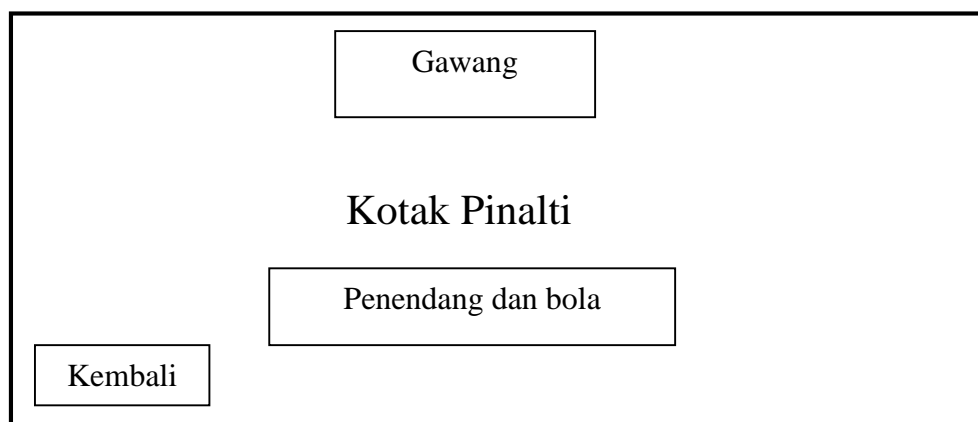 Gawang
Kotak Pinalti
Penendang dan bola
Kembali